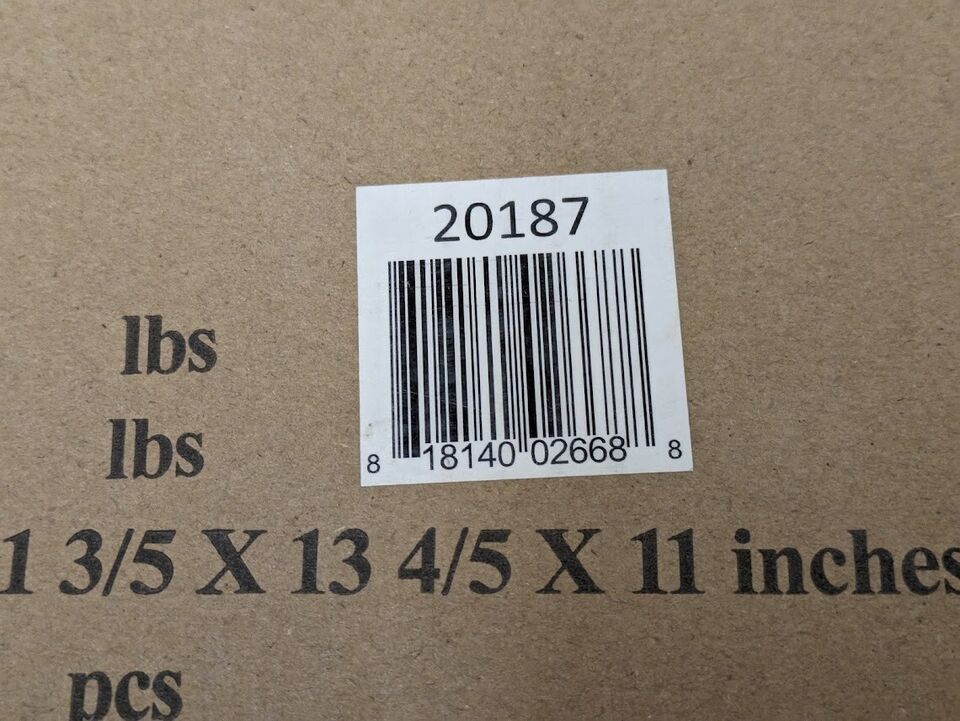 20187
8 18140 02668 8
lbs
lbs
1 3/5 X 13 4/5 X 11 inches
pcs